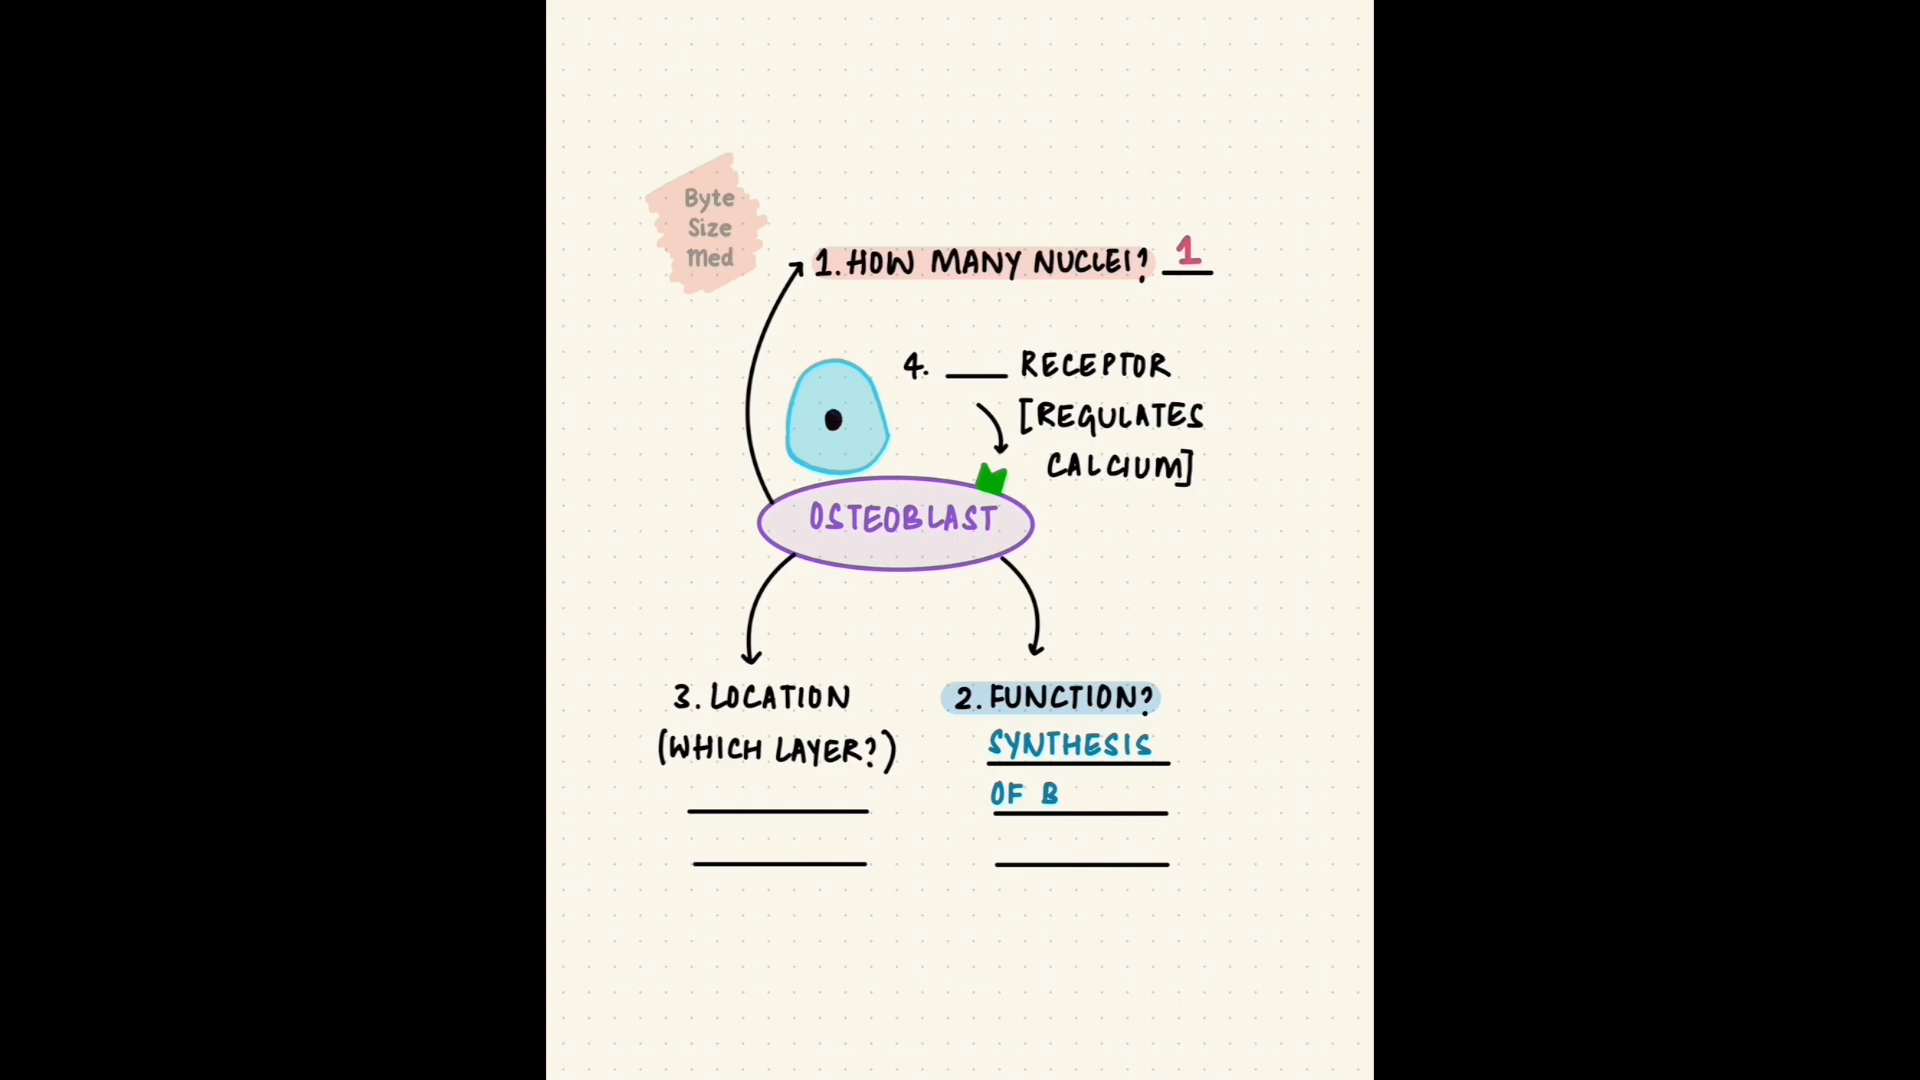 Byte
Size
Med
1. HOW MANY NUCLEI? 1
4. ____ RECEPTOR
[REGULATES
CALCIUM]
OSTEOBLAST
3. LOCATION
(WHICH LAYER?)
2. FUNCTION?
SYNTHESIS
OF B